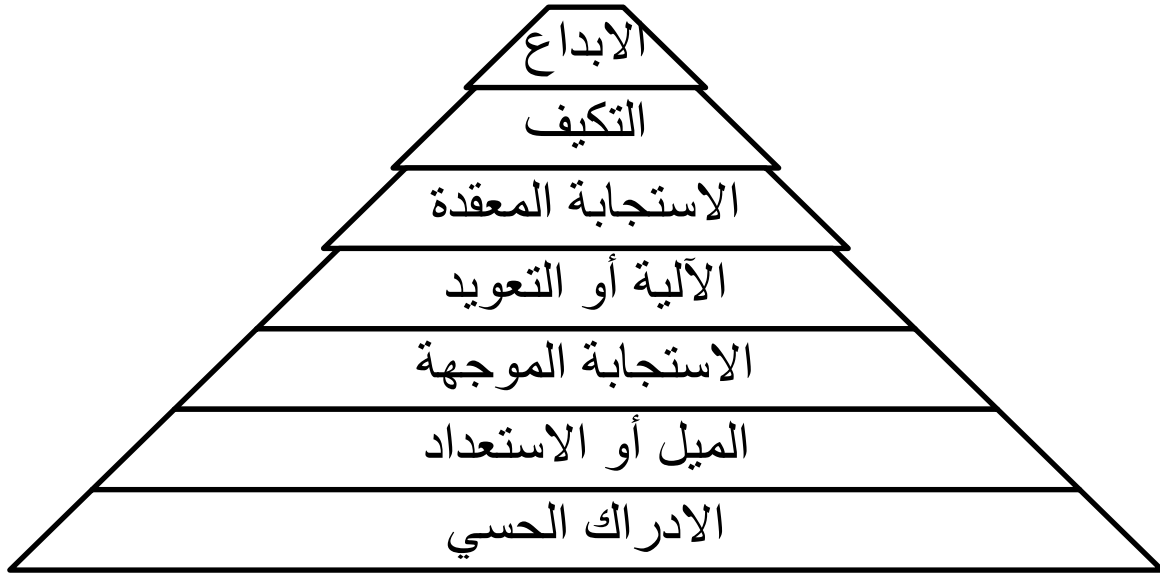 الابداع
التكيف
الاستجابة المعقدة
الآلية أو التعويد
الاستجابة الموجهة
الميل أو الاستعداد
الادراك الحسي